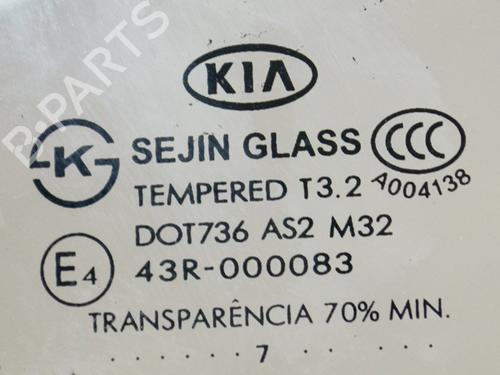 KIA
B-PARTS
KS
SEJIN GLASS
CCC
TEMPERED T3.2
A004138
DOT736 AS2 M32
E4
43R-000083
TRANSPARÊNCIA 70% MIN.
. . . . . . 7 . . . . . .